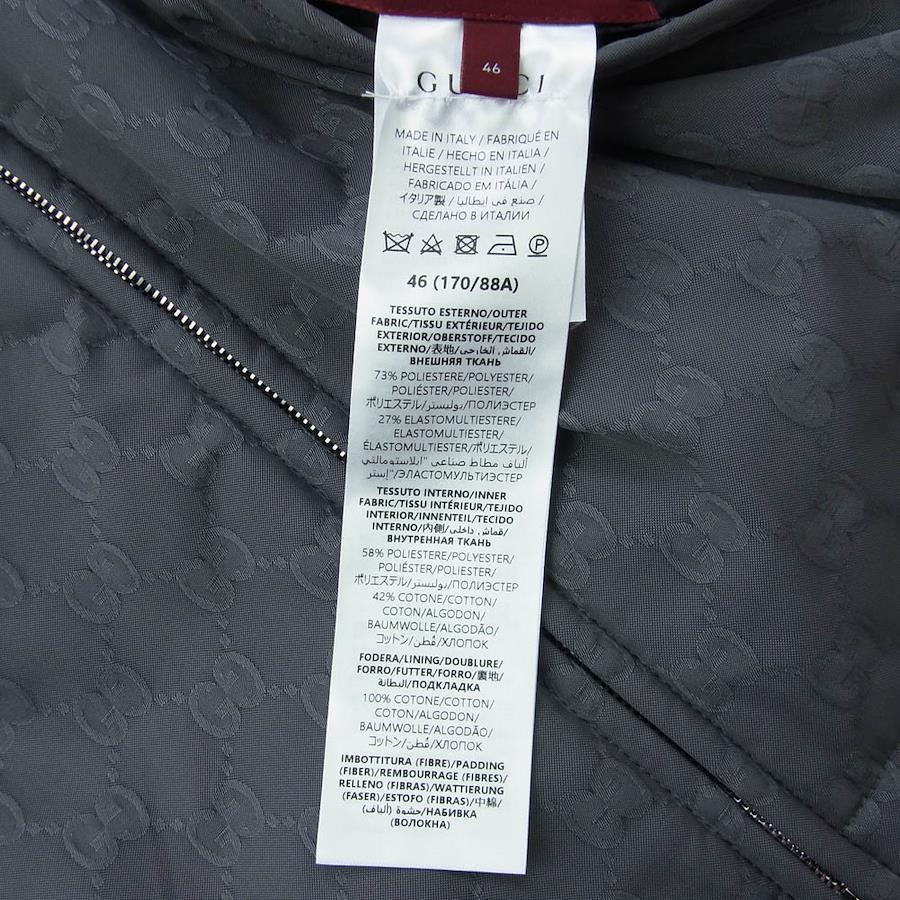 46
GUCCI
MADE IN ITALY / FABRIQUÉ EN
ITALIE / HECHO EN ITALIA /
HERGESTELLT IN ITALIEN /
FABRICADO EM ITÁLIA /
イタリア製 / صنع في ايطاليا /
СДЕЛАНО В ИТАЛИИ
P
46 (170/88A)
TESSUTO ESTERNO/OUTER
FABRIC/TISSU EXTÉRIEUR/TEJIDO
EXTERIOR/OBERSTOFF/TECIDO
EXTERNO/表地/القماش الخارجي/
ВНЕШНЯЯ ТКАНЬ
73% POLIESTERE/POLYESTER/
POLIÉSTER/POLYESTER/
ポリエステル/بوليستر/ПОЛИЭСТЕР
27% ELASTOMULTIESTERE/
ELASTOMULTIESTER/
ÉLASTOMULTIESTER/ポリエステル/
ألياف مطاط صناعي "ايلاستومالتي
إستر"/ЭЛАСТОМУЛЬТИЭСТЕР
TESSUTO INTERNO/INNER
FABRIC/TISSU INTÉRIEUR/TEJIDO
INTERIOR/INNENTEIL/TECIDO
INTERNO/内側/قماش داخلي/
ВНУТРЕННЯЯ ТКАНЬ
58% POLIESTERE/POLYESTER/
POLIÉSTER/POLYESTER/
ポリエステル/بوليستر/ПОЛИЭСТЕР
42% COTONE/COTTON/
COTON/ALGODON/
BAUMWOLLE/ALGODÃO/
コットン/قُطن/ХЛОПОК
FODERA/LINING/DOUBLURE/
FORRO/FUTTER/FORRO/裏地/
البطانة/ПОДКЛАДКА
100% COTONE/COTTON/
COTON/ALGODON/
BAUMWOLLE/ALGODÃO/
コットン/قُطن/ХЛОПОК
IMBOTTITURA (FIBRE)/PADDING
(FIBER)/REMBOURRAGE (FIBRES)/
RELLENO (FIBRAS)/WATTIERUNG
(FASER)/ESTOFO (FIBRAS)/中綿/
حشوة (ألياف)/НАБИВКА
(ВОЛОКНА)